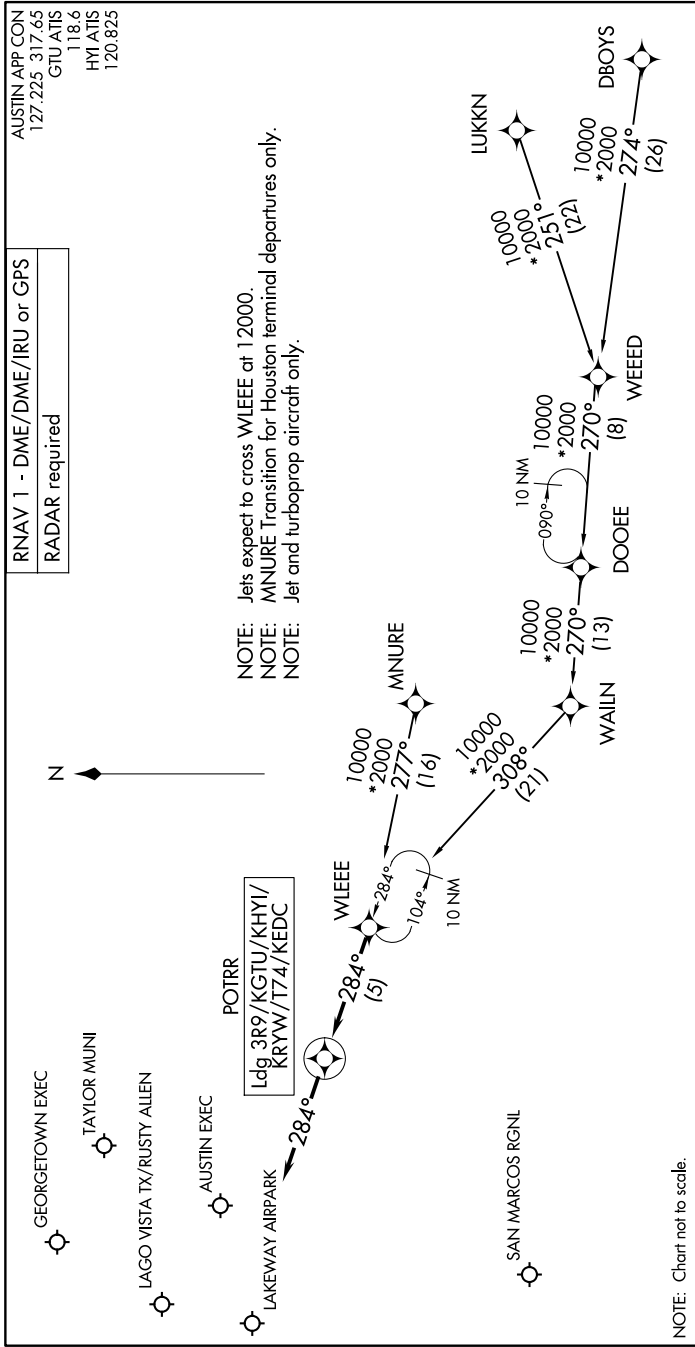 RNAV 1 - DME/DME/IRU or GPS
RADAR required
AUSTIN APP CON
127.225 317.65
GTU ATIS
118.6
HYI ATIS
120.825
NOTE: Jets expect to cross WLEEE at 12000.
NOTE: MNURE Transition for Houston terminal departures only.
NOTE: Jet and turboprop aircraft only.
N
GEORGETOWN EXEC
TAYLOR MUNI
LAGO VISTA TX/RUSTY ALLEN
AUSTIN EXEC
LAKEWAY AIRPARK
SAN MARCOS RGNL
POTRR
Ldg 3R9/KGTU/KHYI/
KRYW/T74/KEDC
284°
284°
(5)
WLEEE
284°
104°
10 NM
MNURE
10000
*2000
277°
(16)
10000
*2000
308°
(21)
WAILN
10000
*2000
270°
(13)
DOOEE
090°
10 NM
10000
*2000
270°
(8)
WEEED
LUKKN
10000
*2000
251°
(22)
DBOYS
10000
*2000
274°
(26)
NOTE: Chart not to scale.